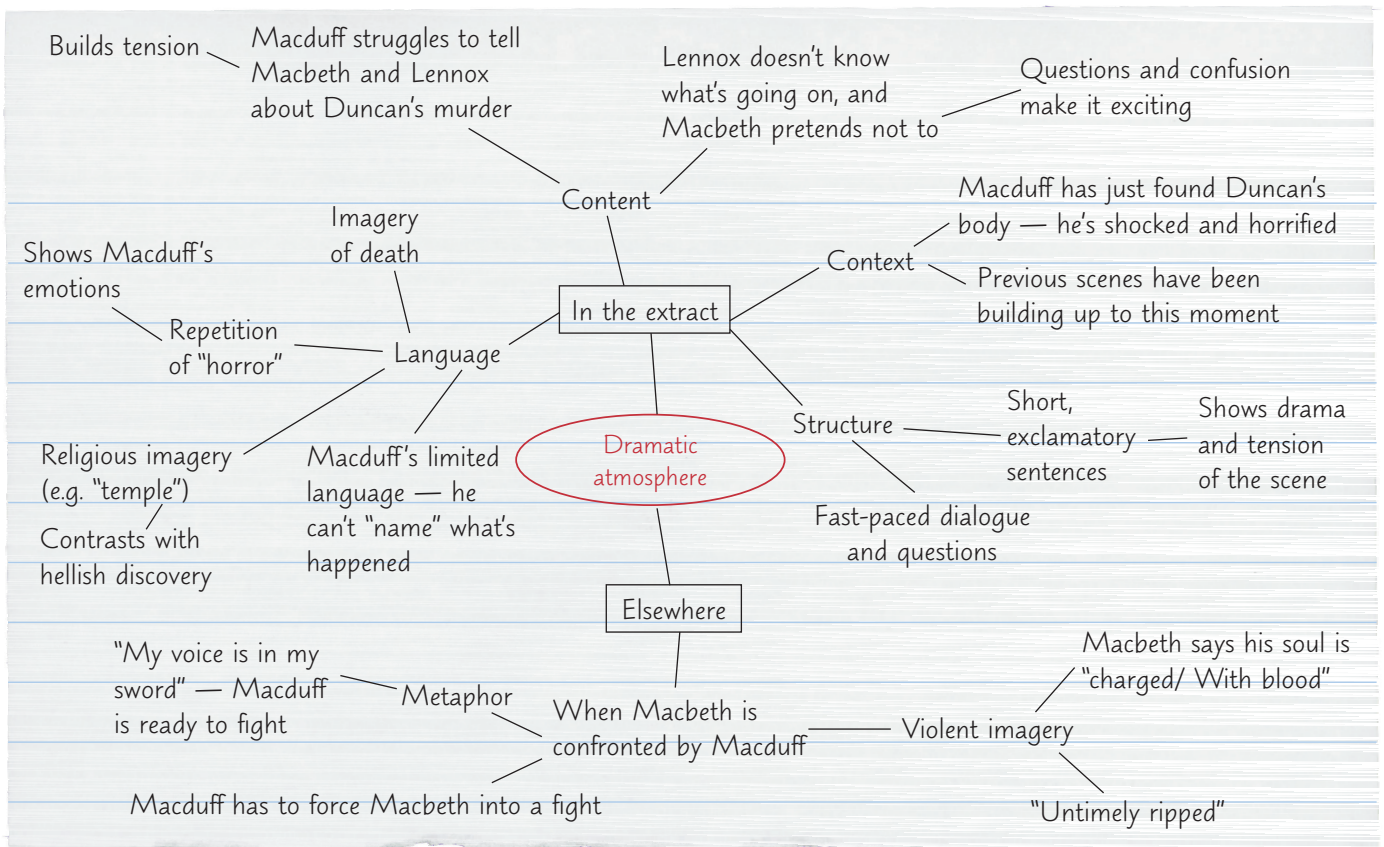 Builds tension
Macduff struggles to tell
Macbeth and Lennox
about Duncan's murder
Lennox doesn't know
what's going on, and
Macbeth pretends not to
Questions and confusion
make it exciting
Content
Macduff has just found Duncan's
body — he's shocked and horrified
Context
Previous scenes have been
building up to this moment
Imagery
of death
Shows Macduff's
emotions
Repetition
of "horror"
Language
In the extract
Religious imagery
(e.g. "temple")
Contrasts with
hellish discovery
Macduff's limited
language — he
can't "name" what's
happened
Dramatic
atmosphere
Structure
Short,
exclamatory
sentences
Shows drama
and tension
of the scene
Fast-paced dialogue
and questions
Elsewhere
"My voice is in my
sword" — Macduff
is ready to fight
Metaphor
When Macbeth is
confronted by Macduff
Violent imagery
Macbeth says his soul is
"charged/ With blood"
"Untimely ripped"
Macduff has to force Macbeth into a fight